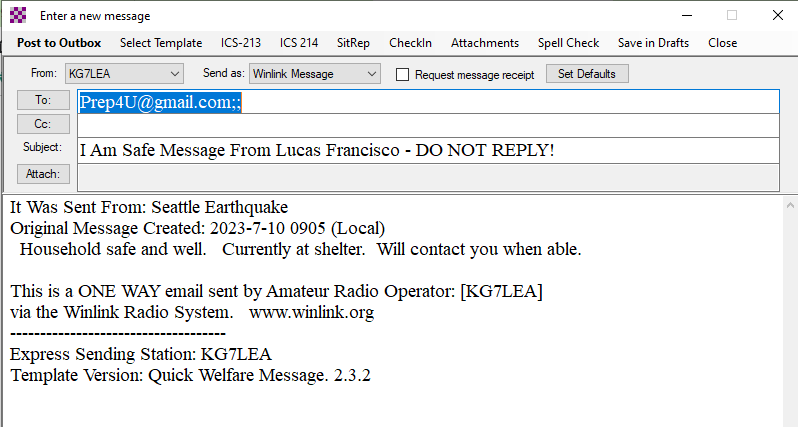 Enter a new message
Post to Outbox Select Template ICS-213 ICS 214 SitRep CheckIn Attachments Spell Check Save in Drafts Close
From: KG7LEA Send as: Winlink Message Request message receipt Set Defaults
To: Prep4U@gmail.com;;
Cc:
Subject: I Am Safe Message From Lucas Francisco - DO NOT REPLY!
Attach:
It Was Sent From: Seattle Earthquake
Original Message Created: 2023-7-10 0905 (Local)
Household safe and well. Currently at shelter. Will contact you when able.
This is a ONE WAY email sent by Amateur Radio Operator: [KG7LEA]
via the Winlink Radio System. www.winlink.org
------------------------------------
Express Sending Station: KG7LEA
Template Version: Quick Welfare Message. 2.3.2